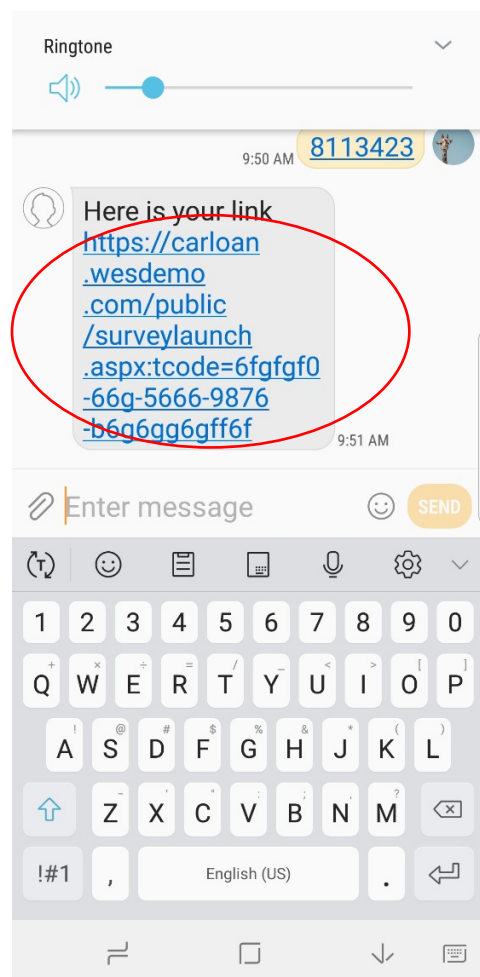 Ringtone
9:50 AM 8113423
Here is your link
https://carloan
.wesdemo
.com/public
/surveylaunch
.aspx:tcode=6fgfgf0
-66g-5666-9876
-b6g6gg6gff6f
9:51 AM
Enter message SEND
T
1 2 3 4 5 6 7 8 9 0
+ × ÷ = / _ < > [ ]
Q W E R T Y U I O P
! @ # $ % & * ( )
A S D F G H J K L
- ' " : ; , ?
Z X C V B N M
!#1 , English (US) .